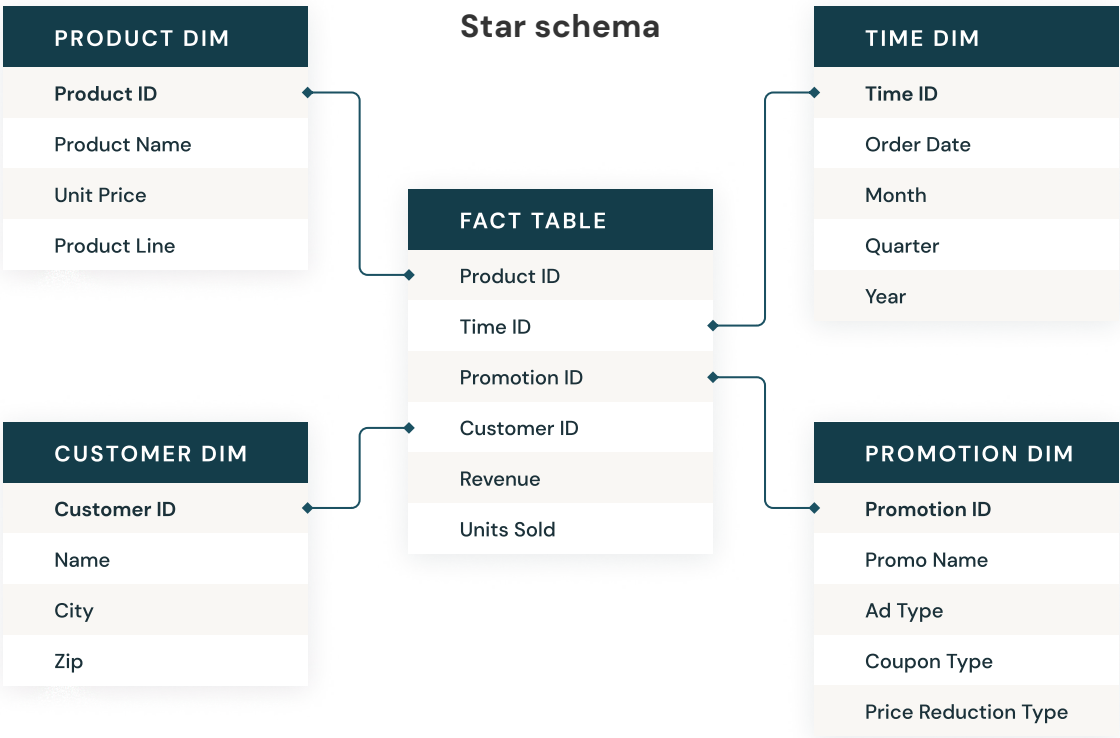 Star schema
PRODUCT DIM
Product ID
Product Name
Unit Price
Product Line
TIME DIM
Time ID
Order Date
Month
Quarter
Year
FACT TABLE
Product ID
Time ID
Promotion ID
Customer ID
Revenue
Units Sold
CUSTOMER DIM
Customer ID
Name
City
Zip
PROMOTION DIM
Promotion ID
Promo Name
Ad Type
Coupon Type
Price Reduction Type